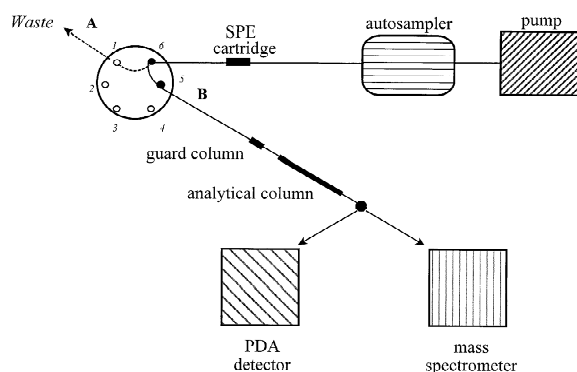 Waste
A
SPE
cartridge
autosampler
pump
1
6
2
5
3
4
B
guard column
analytical column
PDA
detector
mass
spectrometer